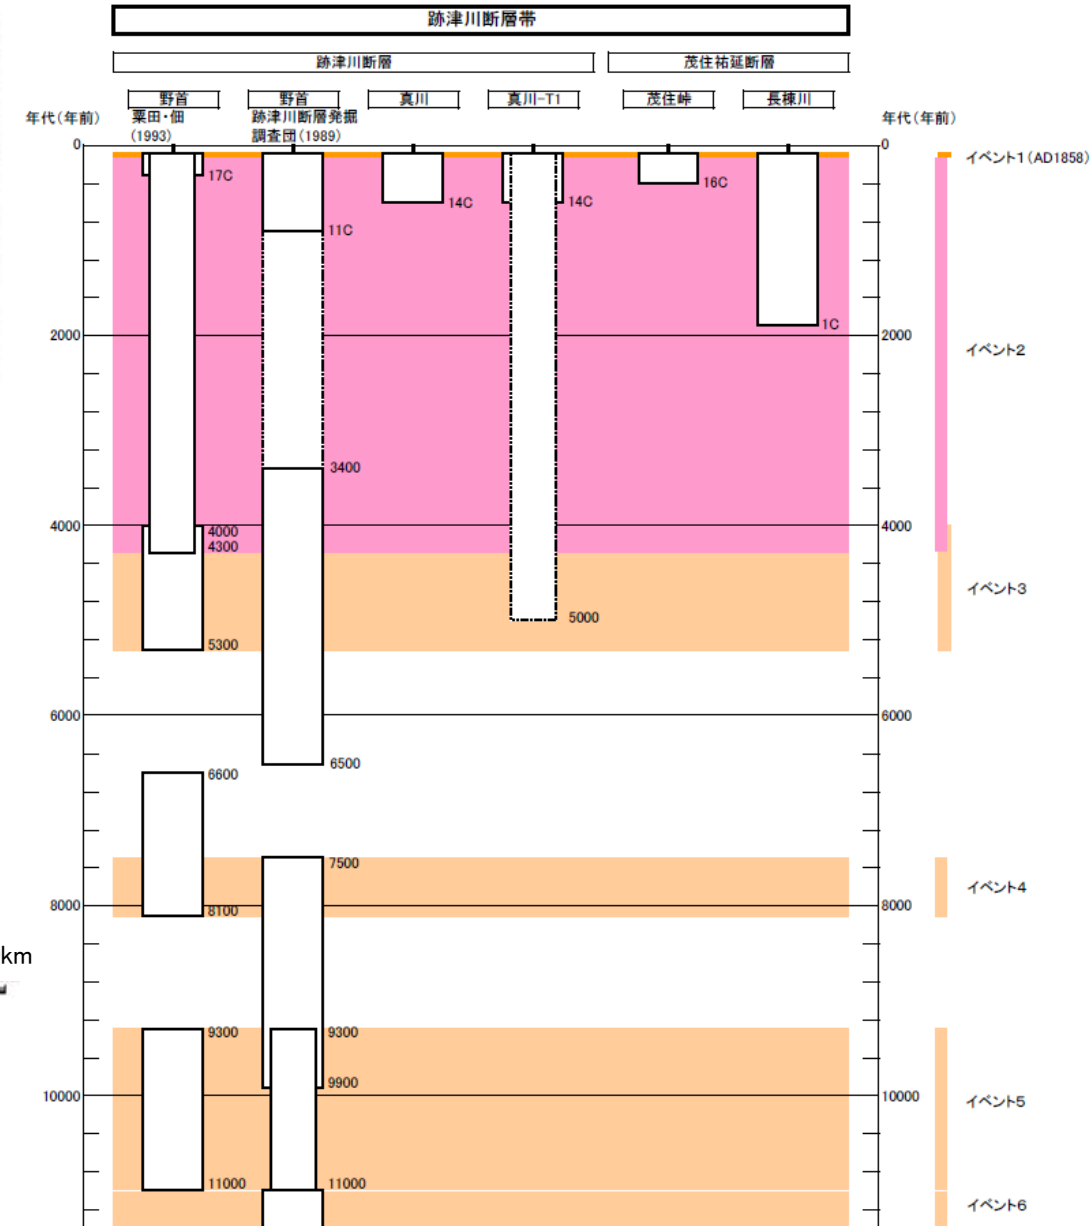 跡津川断層帯
跡津川断層
茂住祐延断層
野首
野首
真川
真川-T1
茂住峠
長棟川
年代(年前)
粟田・佃
(1993)
跡津川断層発掘
調査団(1989)
年代(年前)
0
0
イベント1(AD1858)
17C
14C
14C
16C
11C
1C
2000
2000
イベント2
3400
4000
4000
4000
4300
イベント3
5000
5300
6000
6000
6500
6600
7500
イベント4
8000
8100
8000
km
9300
9300
9900
10000
10000
イベント5
11000
11000
イベント6